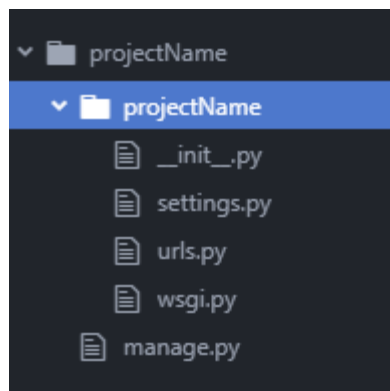 projectName
projectName
__init__.py
settings.py
urls.py
wsgi.py
manage.py